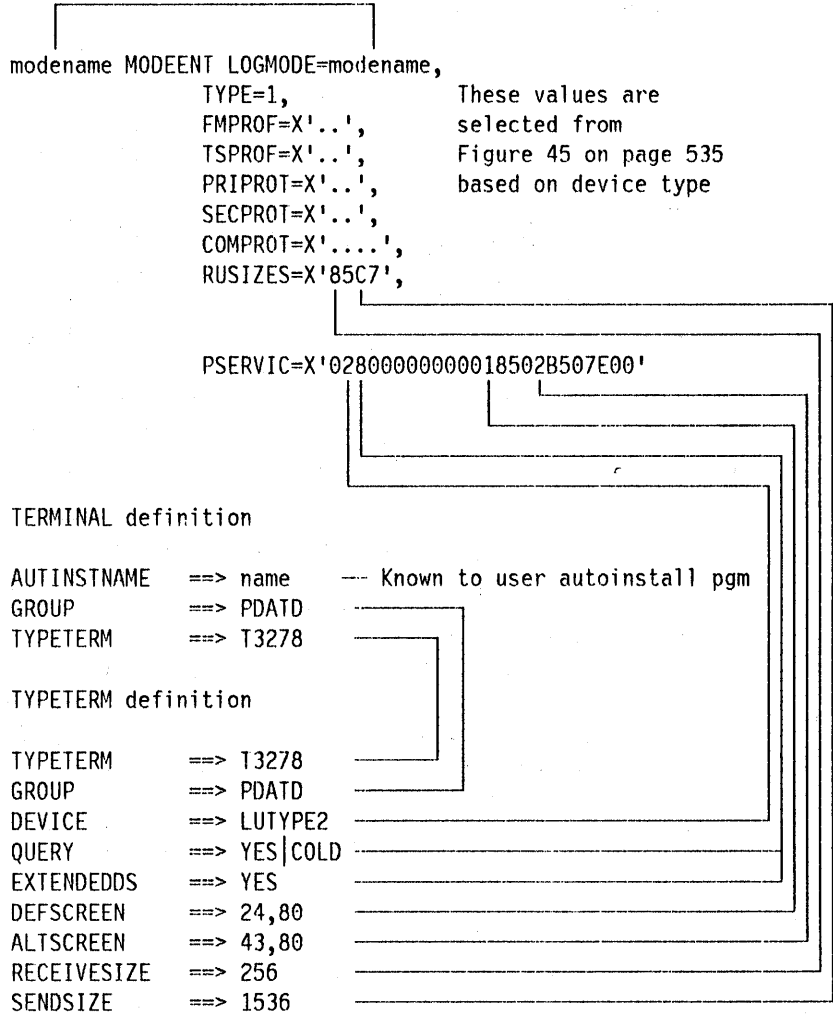 modename MODEENT LOGMODE=modename,
TYPE=1, These values are
FMPROF=X'..', selected from
TSPROF=X'..', Figure 45 on page 535
PRIPROT=X'..', based on device type
SECPROT=X'..',
COMPROT=X'....',
RUSIZES=X'85C7',
PSERVIC=X'028000000000018502B507E00'
TERMINAL definition
AUTINSTNAME ==> name -- Known to user autoinstall pgm
GROUP ==> PDATD
TYPETERM ==> T3278
TYPETERM definition
TYPETERM ==> T3278
GROUP ==> PDATD
DEVICE ==> LUTYPE2
QUERY ==> YES|COLD
EXTENDEDDS ==> YES
DEFSCREEN ==> 24,80
ALTSCREEN ==> 43,80
RECEIVESIZE ==> 256
SENDSIZE ==> 1536